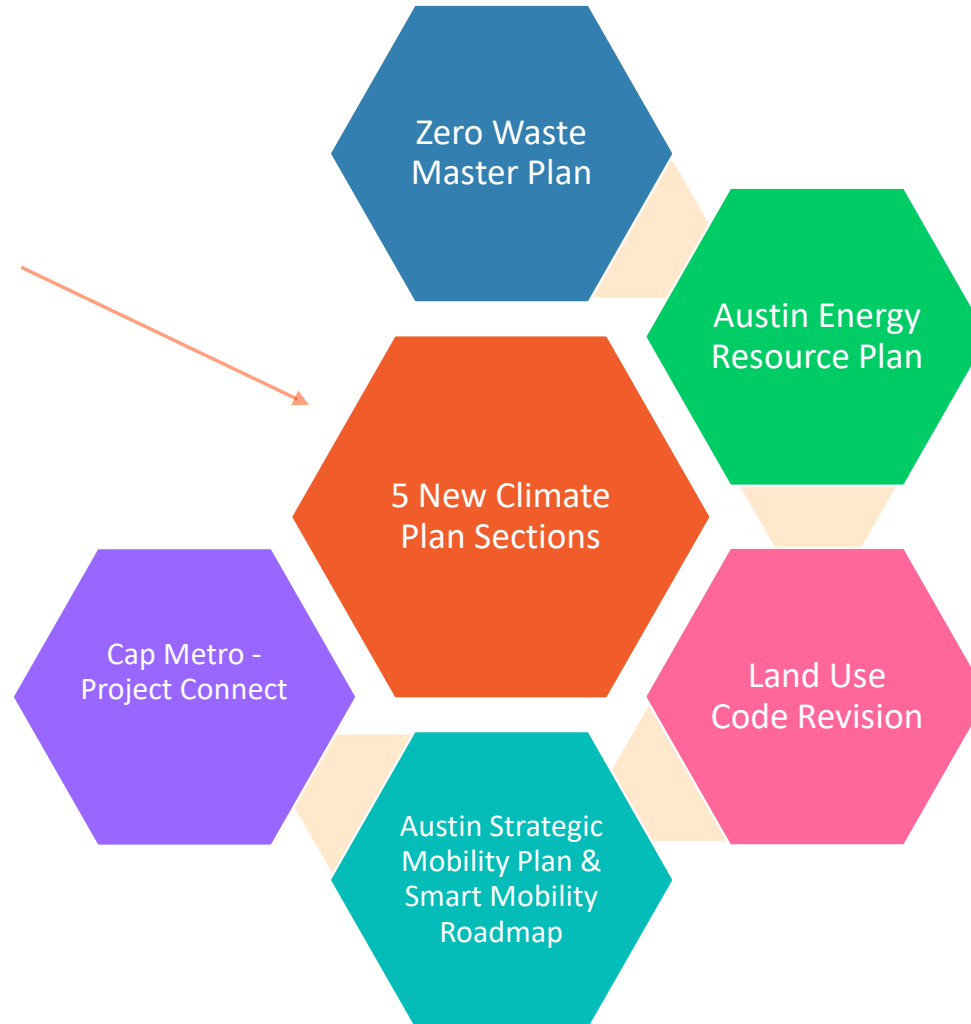 Zero Waste
Master Plan
Austin Energy
Resource Plan
5 New Climate
Plan Sections
Cap Metro -
Project Connect
Land Use
Code Revision
Austin Strategic
Mobility Plan &
Smart Mobility
Roadmap